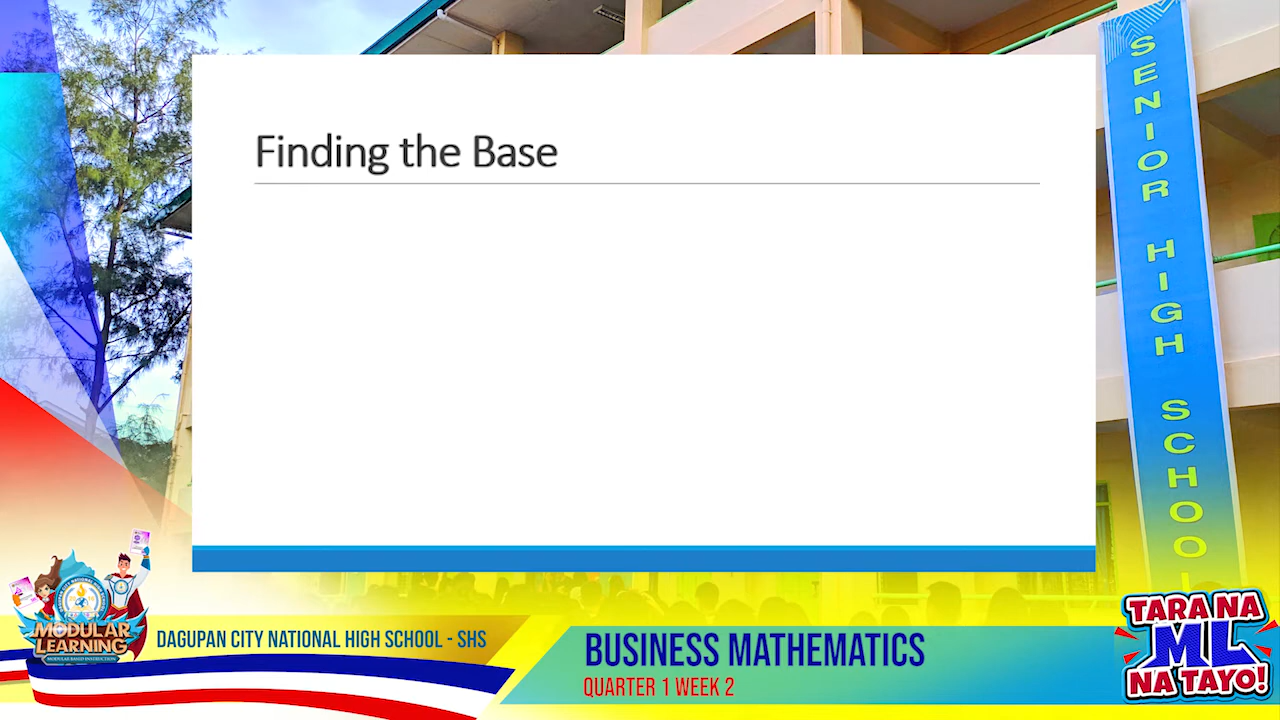 Finding the Base
SENIOR HIGH SCHOOL
MODULAR
LEARNING
DAGUPAN CITY NATIONAL HIGH SCHOOL - SHS
BUSINESS MATHEMATICS
QUARTER 1 WEEK 2
TARA NA
ML
NA TAYO!